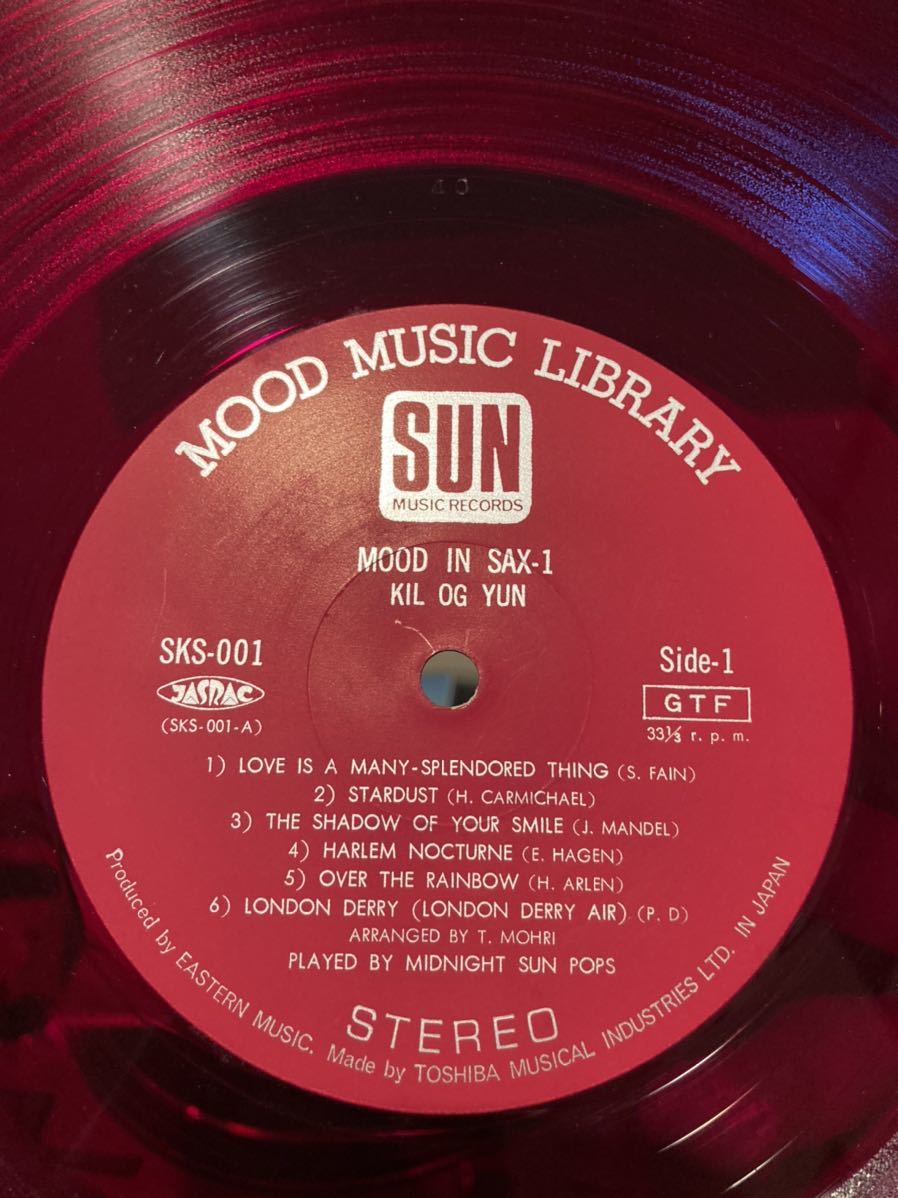 40
MOOD MUSIC LIBRARY
SUN
MUSIC RECORDS
MOOD IN SAX-1
KIL OG YUN
SKS-001
JASRAC
(SKS-001-A)
Side-1
GTF
33⅓ r. p. m.
1) LOVE IS A MANY-SPLENDORED THING (S. FAIN)
2) STARDUST (H. CARMICHAEL)
3) THE SHADOW OF YOUR SMILE (J. MANDEL)
4) HARLEM NOCTURNE (E. HAGEN)
5) OVER THE RAINBOW (H. ARLEN)
6) LONDON DERRY (LONDON DERRY AIR) (P. D)
ARRANGED BY T. MOHRI
PLAYED BY MIDNIGHT SUN POPS
STEREO
Produced by EASTERN MUSIC. Made by TOSHIBA MUSICAL INDUSTRIES LTD. IN JAPAN